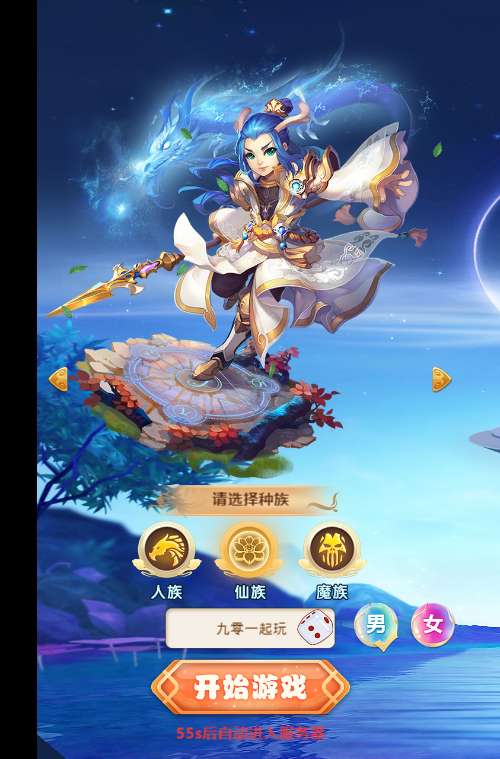 请选择种族
人族
仙族
魔族
九零一起玩
男
女
开始游戏
55s后自动进入服务器